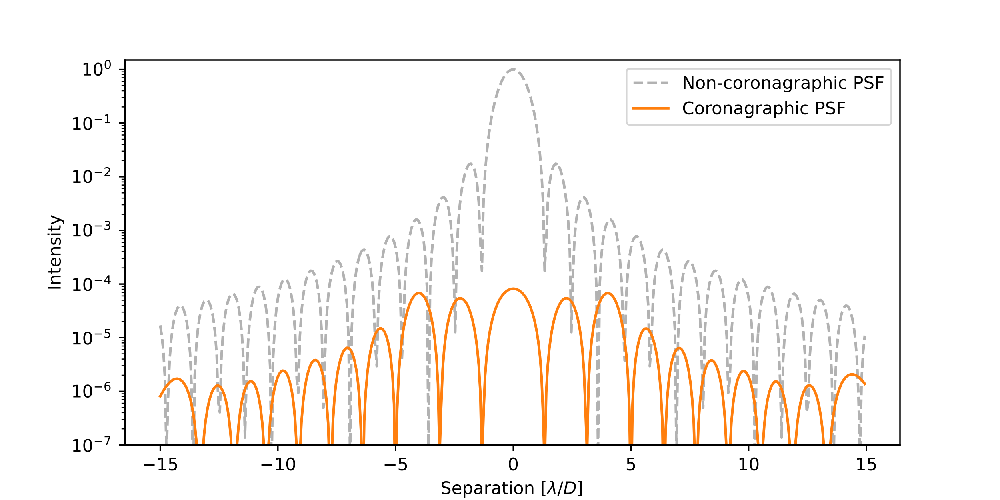 10⁰
10⁻¹
10⁻²
10⁻³
10⁻⁴
10⁻⁵
10⁻⁶
10⁻⁷
Intensity
Non-coronagraphic PSF
Coronagraphic PSF
−15 −10 −5 0 5 10 15
Separation [λ/D]